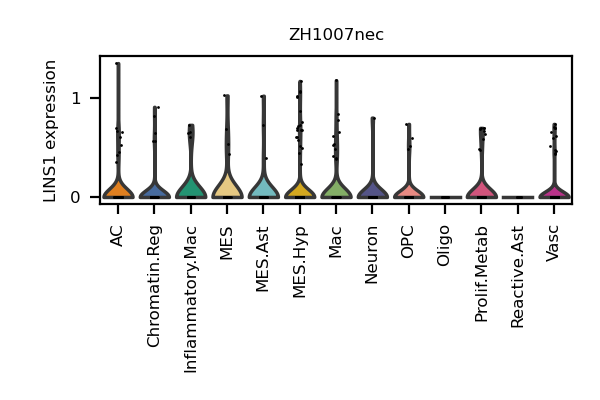 ZH1007nec
LINS1 expression
1
0
AC
Chromatin.Reg
Inflammatory.Mac
MES
MES.Ast
MES.Hyp
Mac
Neuron
OPC
Oligo
Prolif.Metab
Reactive.Ast
Vasc